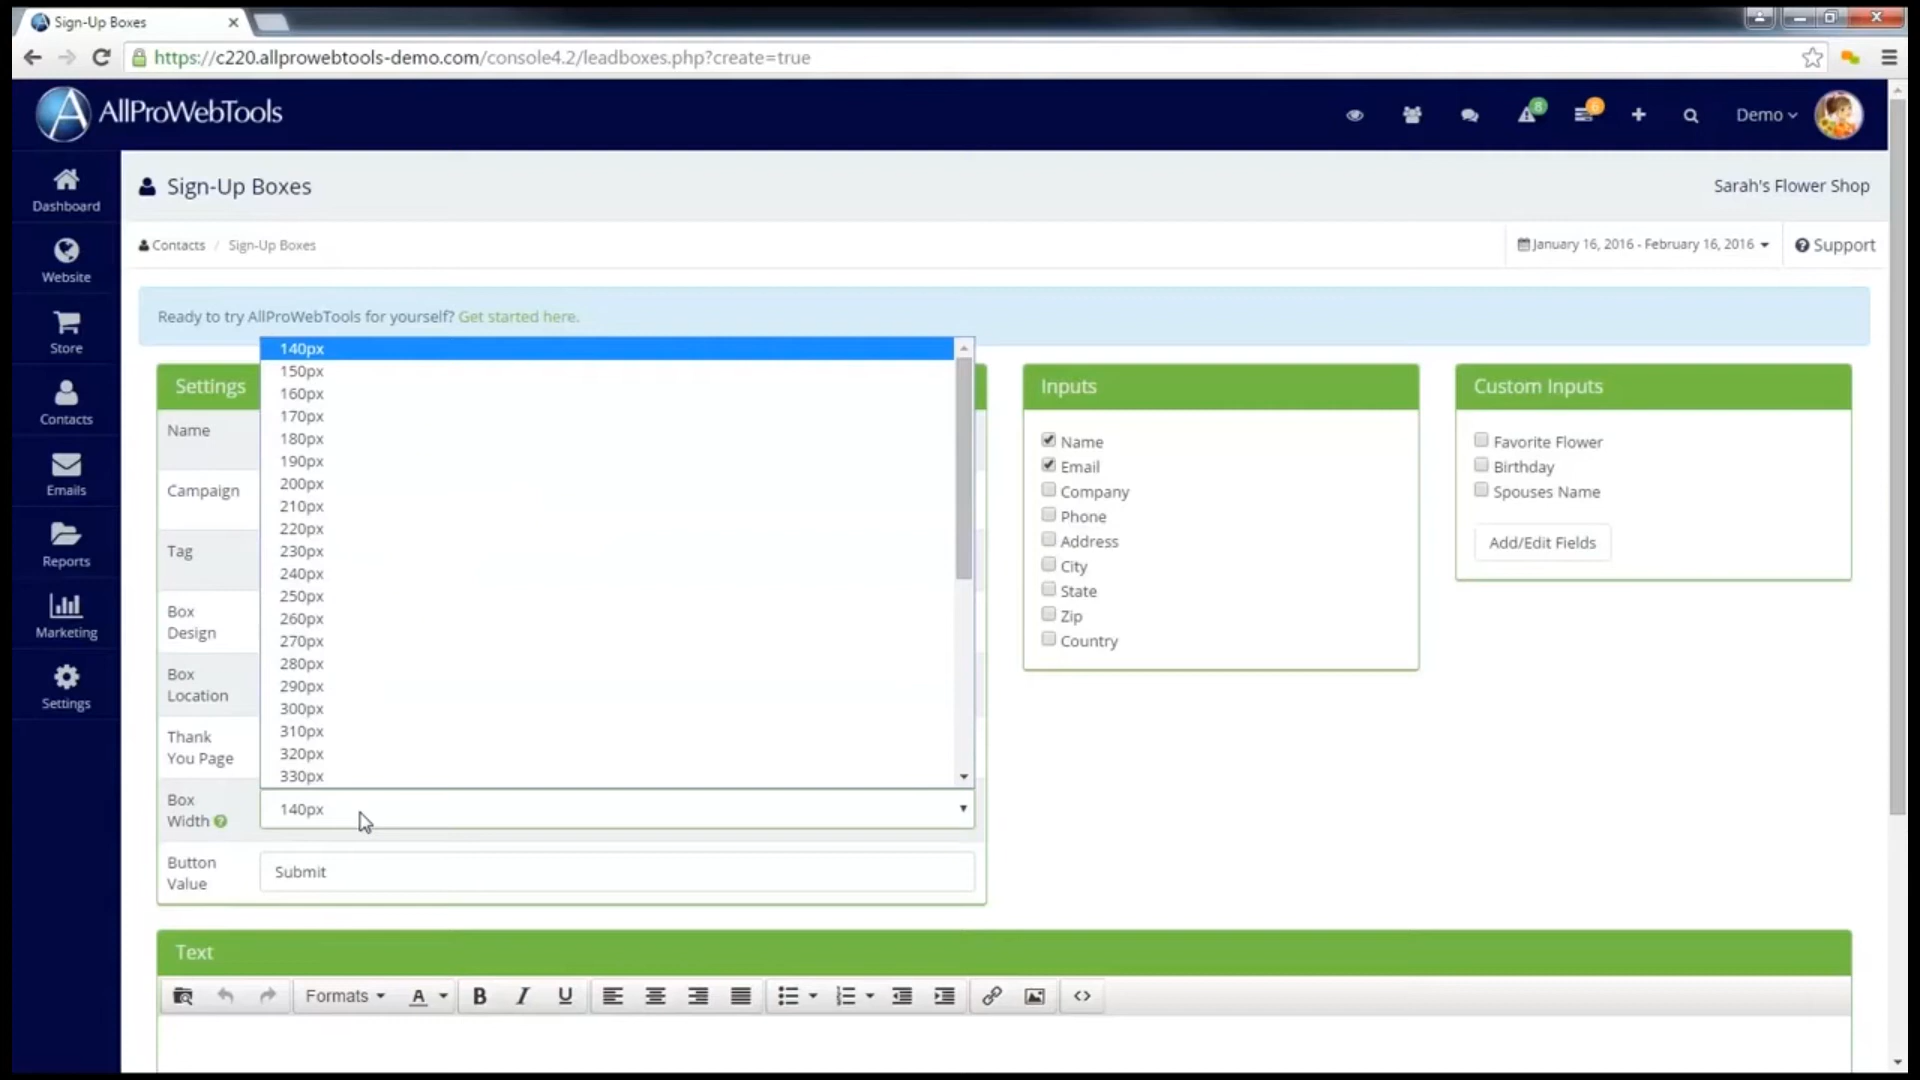 Sign-Up Boxes
https://c220.allprowebtools-demo.com/console4.2/leadboxes.php?create=true
AllProWebTools
8
6
Demo
Dashboard
Website
Store
Contacts
Emails
Reports
Marketing
Settings
Sign-Up Boxes
Sarah's Flower Shop
Contacts / Sign-Up Boxes
January 16, 2016 - February 16, 2016
Support
Ready to try AllProWebTools for yourself? Get started here.
Settings
Name
Campaign
Tag
Box
Design
Box
Location
Thank
You Page
Box
Width
Button
Value
140px
150px
160px
170px
180px
190px
200px
210px
220px
230px
240px
250px
260px
270px
280px
290px
300px
310px
320px
330px
140px
Submit
Inputs
Name
Email
Company
Phone
Address
City
State
Zip
Country
Custom Inputs
Favorite Flower
Birthday
Spouses Name
Add/Edit Fields
Text
Formats A B I U <>